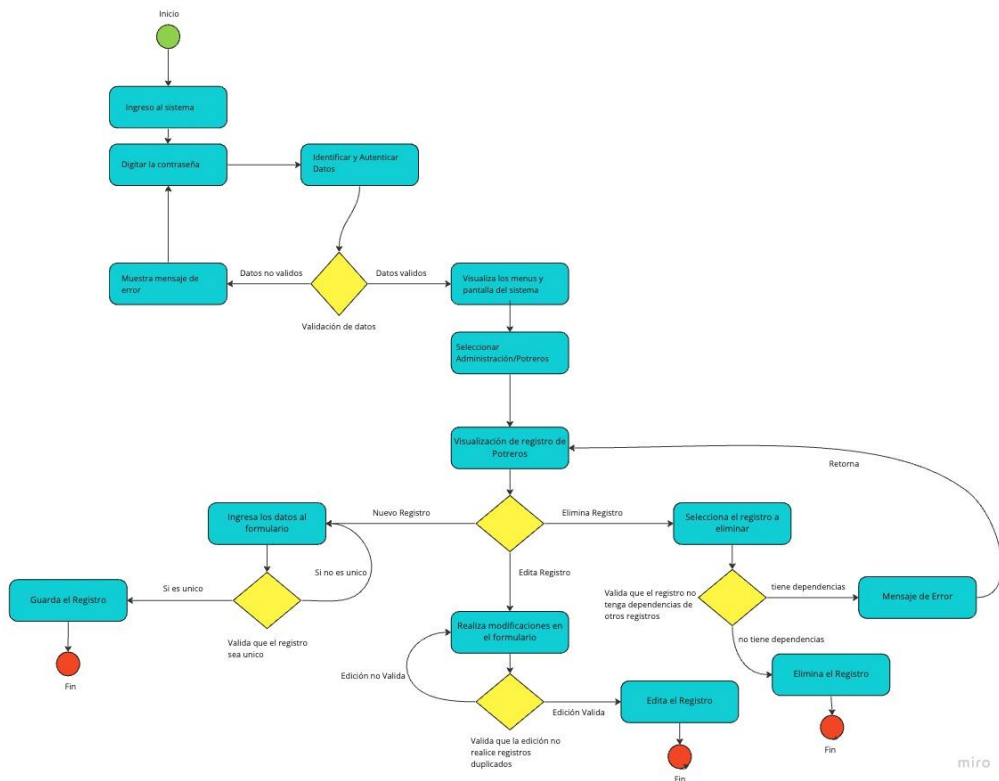 Inicio
Ingreso al sistema
Digitar la contraseña
Identificar y Autenticar
Datos
Muestra mensaje de
error
Datos no validos
Datos validos
Visualiza los menus y
pantalla del sistema
Validación de datos
Seleccionar
Administración/Potreros
Visualización de registro de
Potreros
Retorna
Ingresa los datos al
formulario
Nuevo Registro
Elimina Registro
Selecciona el registro a
eliminar
Si no es unico
Edita Registro
Guarda el Registro
Si es unico
Valida que el registro
sea unico
Valida que el registro no
tenga dependencias de
otros registros
tiene dependencias
Mensaje de Error
Realiza modificaciones en
el formulario
no tiene dependencias
Elimina el Registro
Fin
Edición no Valida
Edición Valida
Edita el Registro
Valida que la edición no
realice registros
duplicados
Fin
Fin
miro